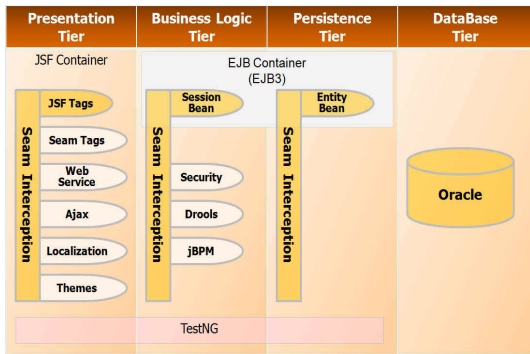 Presentation
Tier
Business Logic
Tier
Persistence
Tier
DataBase
Tier
JSF Container
EJB Container
(EJB3)
Seam Interception
JSF Tags
Seam Tags
Web
Service
Ajax
Localization
Themes
Seam Interception
Session
Bean
Security
Drools
jBPM
Seam Interception
Entity
Bean
Oracle
TestNG